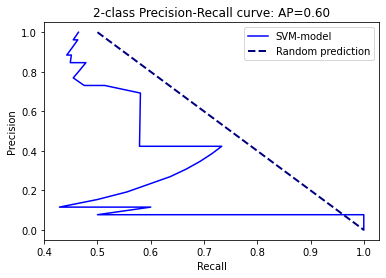 2-class Precision-Recall curve: AP=0.60
SVM-model
Random prediction
Precision
1.0
0.8
0.6
0.4
0.2
0.0
0.4 0.5 0.6 0.7 0.8 0.9 1.0
Recall